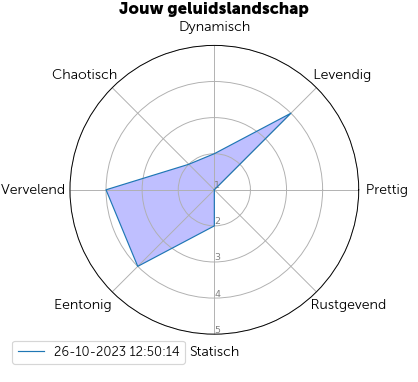 Jouw geluidslandschap
Dynamisch
Chaotisch
Levendig
Vervelend
1
Prettig
2
3
Eentonig
4
Rustgevend
5
26-10-2023 12:50:14
Statisch